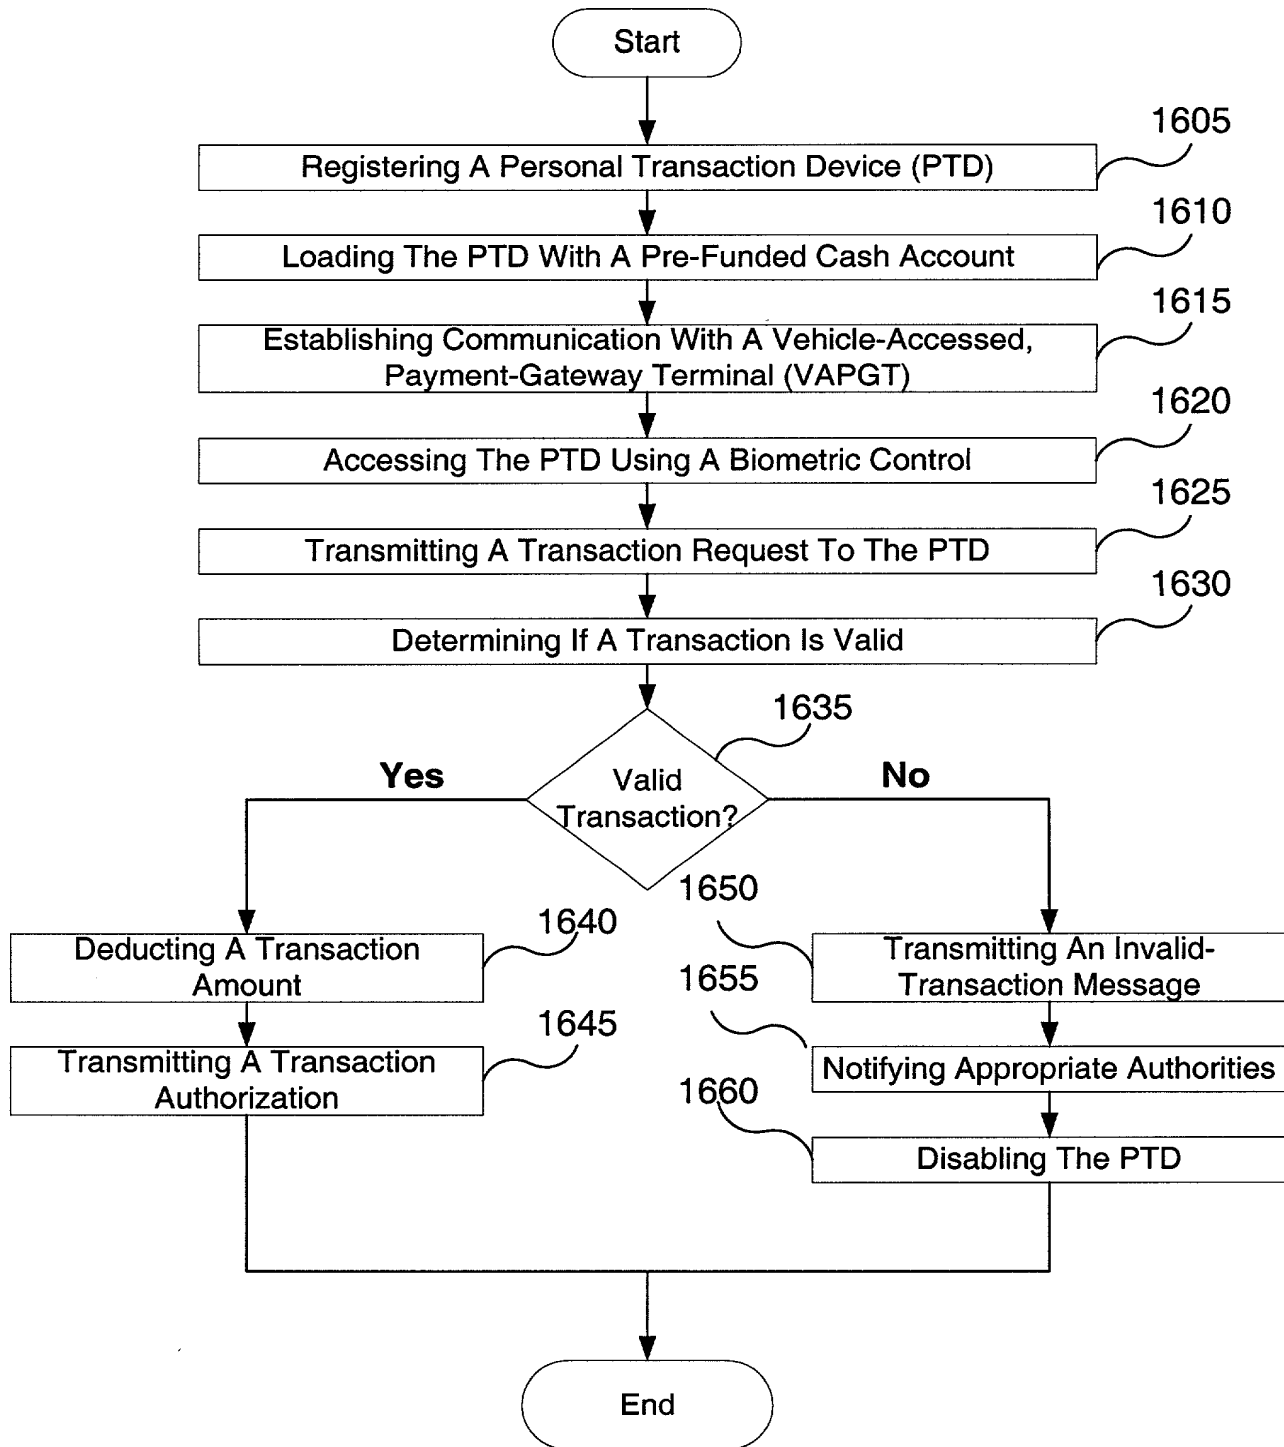 Start
1605
Registering A Personal Transaction Device (PTD)
1610
Loading The PTD With A Pre-Funded Cash Account
1615
Establishing Communication With A Vehicle-Accessed,
Payment-Gateway Terminal (VAPGT)
1620
Accessing The PTD Using A Biometric Control
1625
Transmitting A Transaction Request To The PTD
1630
Determining If A Transaction Is Valid
1635
Yes
Valid
Transaction?
No
1640
Deducting A Transaction
Amount
1645
Transmitting A Transaction
Authorization
1650
Transmitting An Invalid-
Transaction Message
1655
Notifying Appropriate Authorities
1660
Disabling The PTD
End